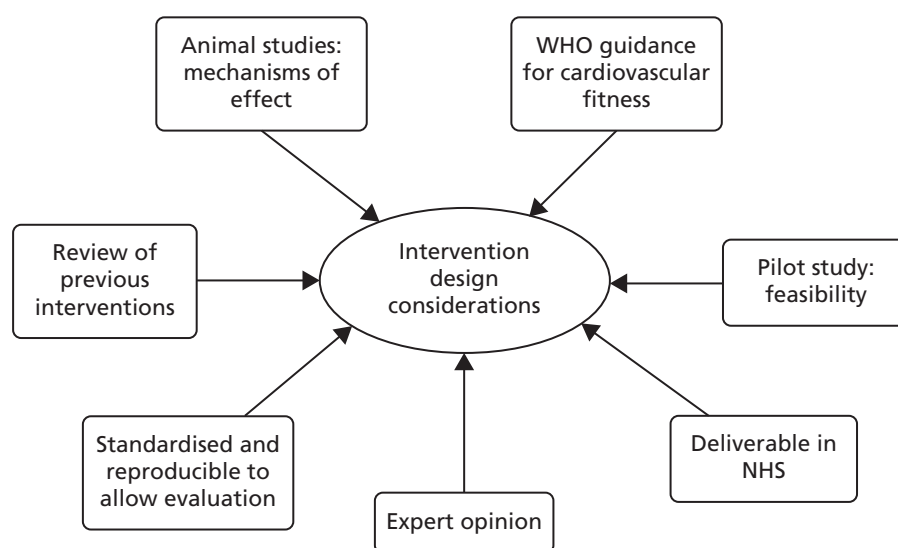 Animal studies:
mechanisms of
effect
WHO guidance
for cardiovascular
fitness
Review of
previous
interventions
Intervention
design
considerations
Pilot study:
feasibility
Standardised and
reproducible to
allow evaluation
Expert opinion
Deliverable in
NHS